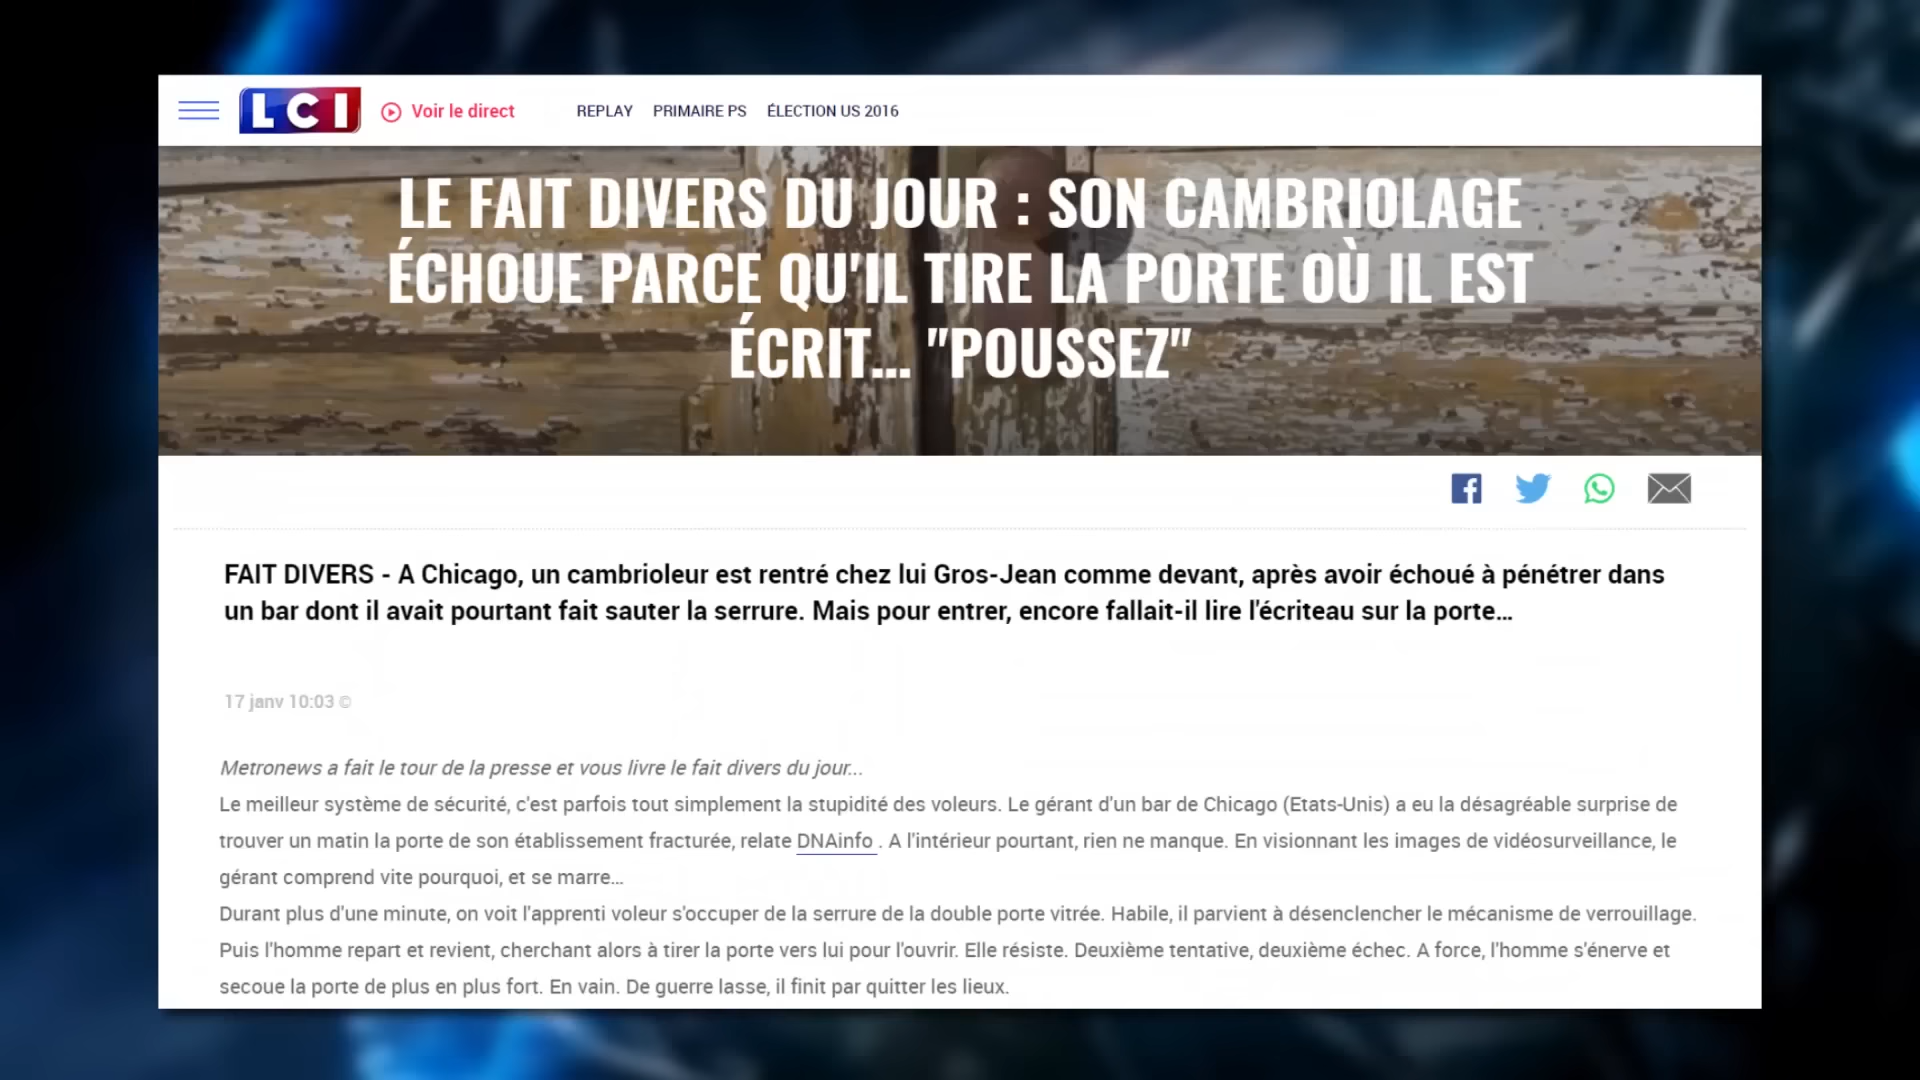 LCI
Voir le direct
REPLAY
PRIMAIRE PS
ÉLECTION US 2016
LE FAIT DIVERS DU JOUR : SON CAMBRIOLAGE
ÉCHOUE PARCE QU'IL TIRE LA PORTE OÙ IL EST
ÉCRIT... "POUSSEZ"
FAIT DIVERS - A Chicago, un cambrioleur est rentré chez lui Gros-Jean comme devant, après avoir échoué à pénétrer dans
un bar dont il avait pourtant fait sauter la serrure. Mais pour entrer, encore fallait-il lire l'écriteau sur la porte...
17 janv 10:03 ©
Metronews a fait le tour de la presse et vous livre le fait divers du jour...
Le meilleur système de sécurité, c'est parfois tout simplement la stupidité des voleurs. Le gérant d'un bar de Chicago (Etats-Unis) a eu la désagréable surprise de
trouver un matin la porte de son établissement fracturée, relate DNAinfo . A l'intérieur pourtant, rien ne manque. En visionnant les images de vidéosurveillance, le
gérant comprend vite pourquoi, et se marre...
Durant plus d'une minute, on voit l'apprenti voleur s'occuper de la serrure de la double porte vitrée. Habile, il parvient à désenclencher le mécanisme de verrouillage.
Puis l'homme repart et revient, cherchant alors à tirer la porte vers lui pour l'ouvrir. Elle résiste. Deuxième tentative, deuxième échec. A force, l'homme s'énerve et
secoue la porte de plus en plus fort. En vain. De guerre lasse, il finit par quitter les lieux.